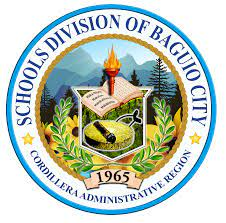 SCHOOLS DIVISION OF BAGUIO CITY
1965
CORDILLERA ADMINISTRATIVE REGION